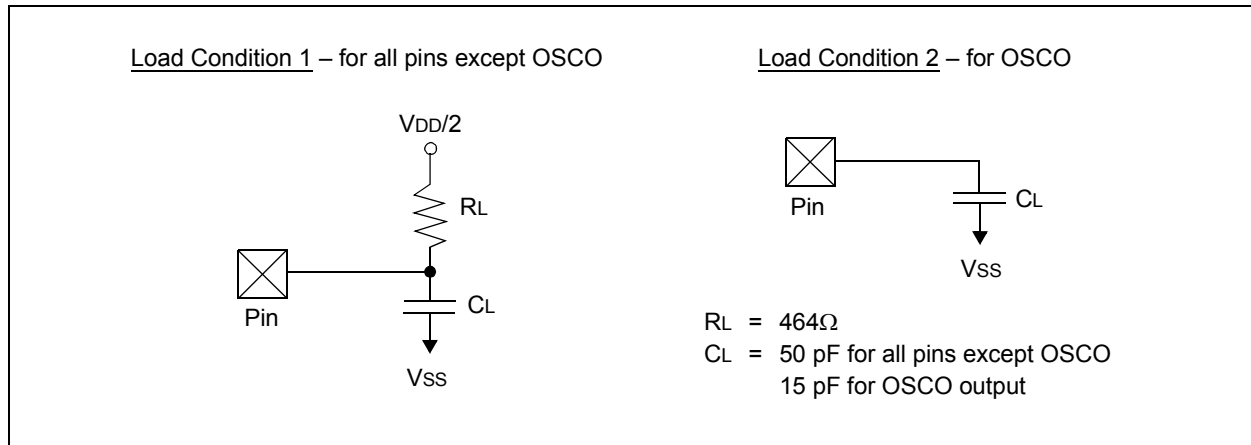 Load Condition 1 – for all pins except OSCO
VDD/2
RL
Pin
CL
VSS
Load Condition 2 – for OSCO
Pin
CL
VSS
RL = 464Ω
CL = 50 pF for all pins except OSCO
15 pF for OSCO output